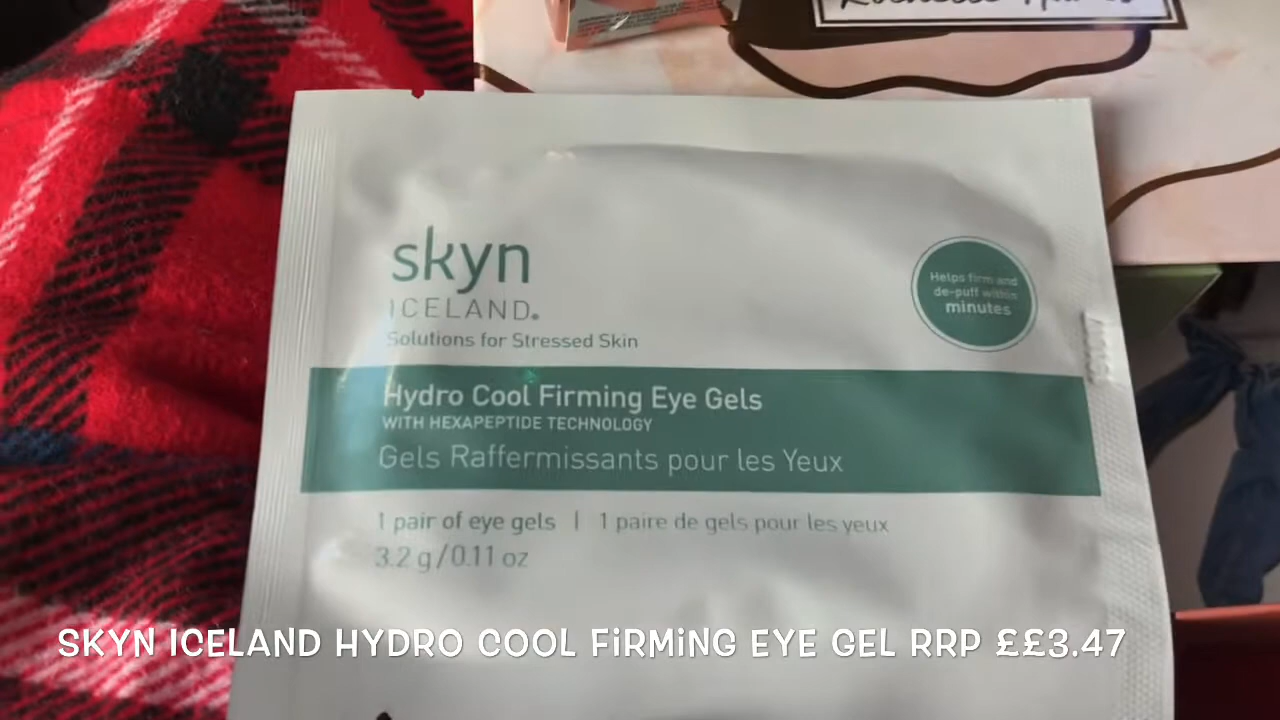 skyn
ICELAND.
Solutions for Stressed Skin
Helps firm and
de-puff within
minutes
Hydro Cool Firming Eye Gels
WITH HEXAPEPTIDE TECHNOLOGY
Gels Raffermissants pour les Yeux
1 pair of eye gels | 1 paire de gels pour les yeux
3.2 g/0.11 oz
SKYN ICELAND HYDRO COOL FIRMING EYE GEL RRP ££3.47